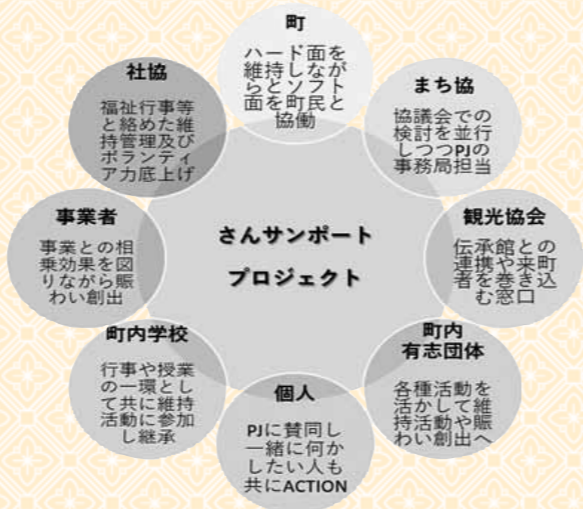 町
ハード面を
維持しなが
らとソフト
面を町民と
協働
まち協
協議会での
検討を並行
しつつPJの
事務局担当
観光協会
伝承館との
連携や来町
者を巻き込
む窓口
町内
有志団体
各種活動を
活かして維
持活動や賑
わい創出へ
個人
PJに賛同し
一緒に何か
したい人も
共にACTION
町内学校
行事や授業
の一環とし
て共に維持
活動に参加
し継承
事業者
事業との相
乗効果を図
りながら賑
わい創出
社協
福祉行事等
と絡めた維
持管理及び
ボランティ
ア力底上げ
さんサンポート
プロジェクト